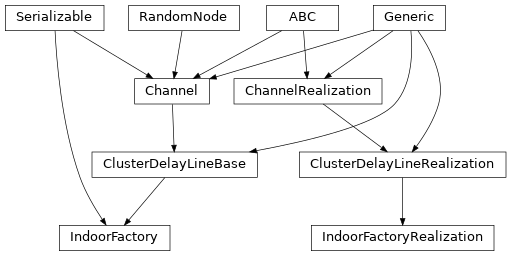 Serializable
RandomNode
ABC
Generic
Channel
ChannelRealization
ClusterDelayLineBase
ClusterDelayLineRealization
IndoorFactory
IndoorFactoryRealization